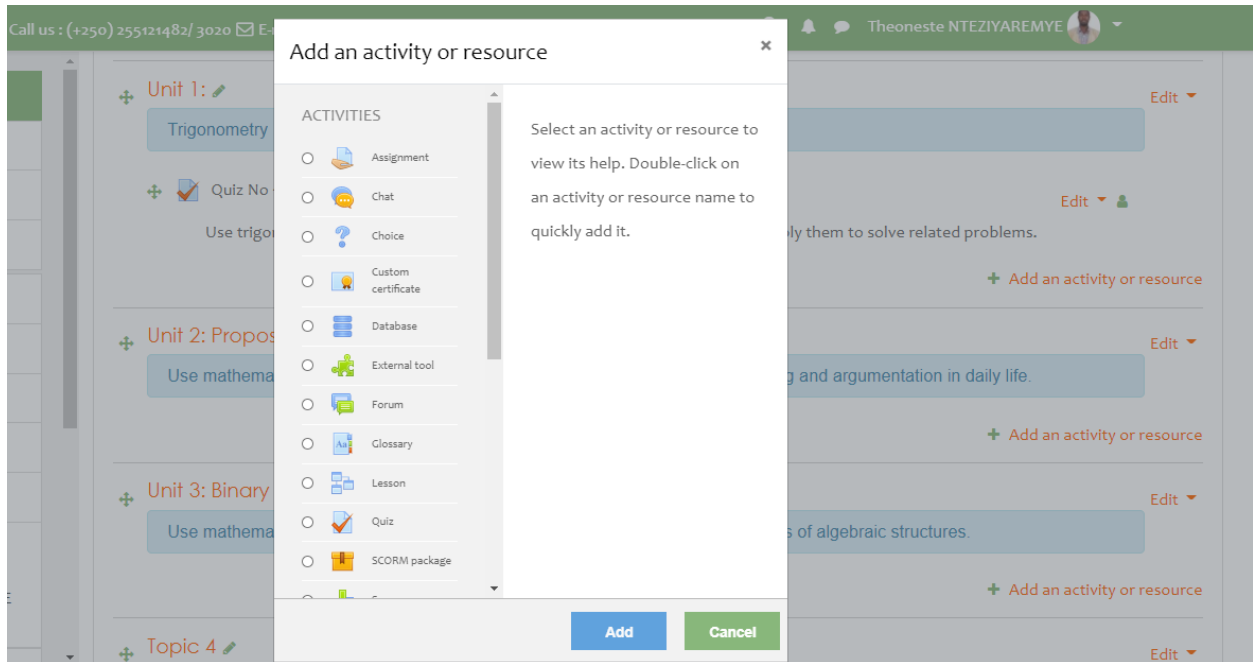 Call us : (+250) 255121482/ 3020 E-
Theoneste NTEZIYAREMYE
Add an activity or resource
×
ACTIVITIES
Assignment
Chat
Choice
Custom
certificate
Database
External tool
Forum
Glossary
Lesson
Quiz
SCORM package
Select an activity or resource to
view its help. Double-click on
an activity or resource name to
quickly add it.
Add
Cancel
Unit 1:
Edit
Trigonometry
Quiz No
Edit
Use trigo
ly them to solve related problems.
+ Add an activity or resource
Unit 2: Propos
Edit
Use mathema
g and argumentation in daily life.
+ Add an activity or resource
Unit 3: Binary
Edit
Use mathema
s of algebraic structures.
+ Add an activity or resource
Topic 4
Edit